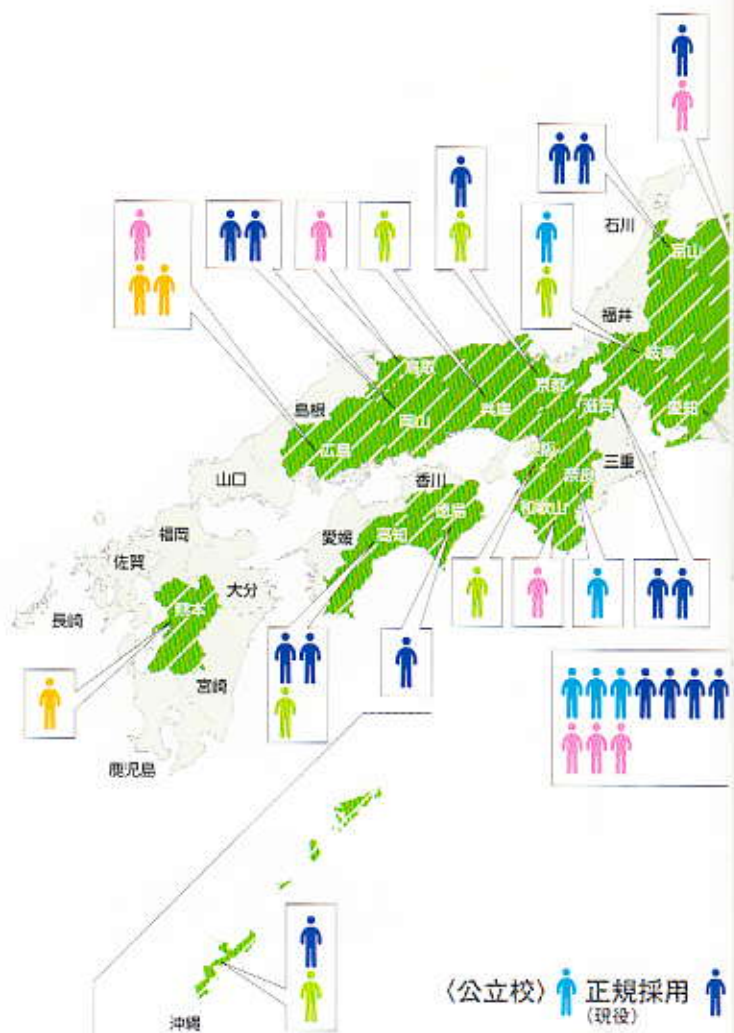 石川
富山
福井
岐阜
鳥取
京都
滋賀
愛知
島根
岡山
兵庫
広島
大阪
三重
奈良
山口
香川
和歌山
徳島
福岡
愛媛
高知
佐賀
大分
長崎
熊本
宮崎
鹿児島
沖縄
〈公立校〉 正規採用
(現役)